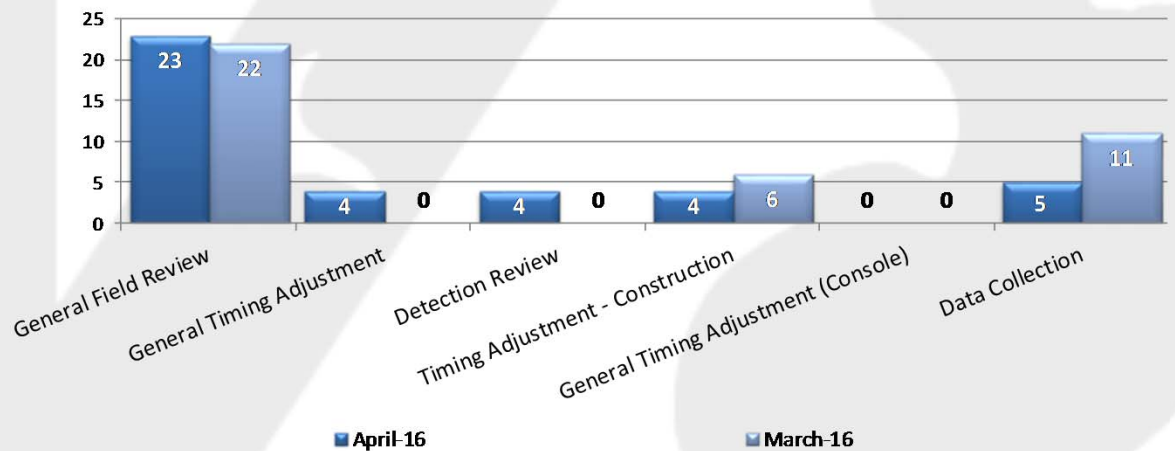 25
20
15
10
5
0
23
22
4
0
4
0
4
6
0
0
5
11
General Field Review
General Timing Adjustment
Detection Review
Timing Adjustment - Construction
General Timing Adjustment (Console)
Data Collection
April-16
March-16